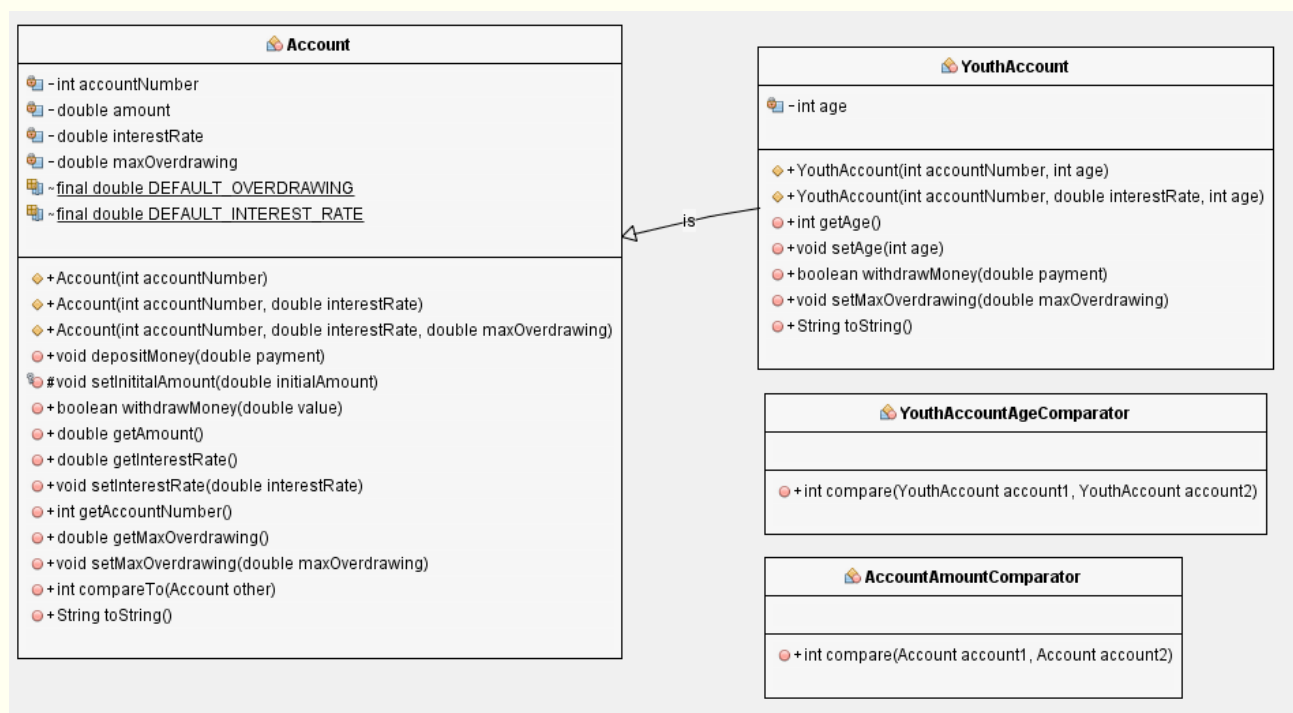 Account
- int accountNumber
- double amount
- double interestRate
- double maxOverdrawing
~ final double DEFAULT_OVERDRAWING
~ final double DEFAULT_INTEREST_RATE
+ Account(int accountNumber)
+ Account(int accountNumber, double interestRate)
+ Account(int accountNumber, double interestRate, double maxOverdrawing)
+ void depositMoney(double payment)
# void setInititalAmount(double initialAmount)
+ boolean withdrawMoney(double value)
+ double getAmount()
+ double getInterestRate()
+ void setInterestRate(double interestRate)
+ int getAccountNumber()
+ double getMaxOverdrawing()
+ void setMaxOverdrawing(double maxOverdrawing)
+ int compareTo(Account other)
+ String toString()
is
YouthAccount
- int age
+ YouthAccount(int accountNumber, int age)
+ YouthAccount(int accountNumber, double interestRate, int age)
+ int getAge()
+ void setAge(int age)
+ boolean withdrawMoney(double payment)
+ void setMaxOverdrawing(double maxOverdrawing)
+ String toString()
YouthAccountAgeComparator
+ int compare(YouthAccount account1, YouthAccount account2)
AccountAmountComparator
+ int compare(Account account1, Account account2)